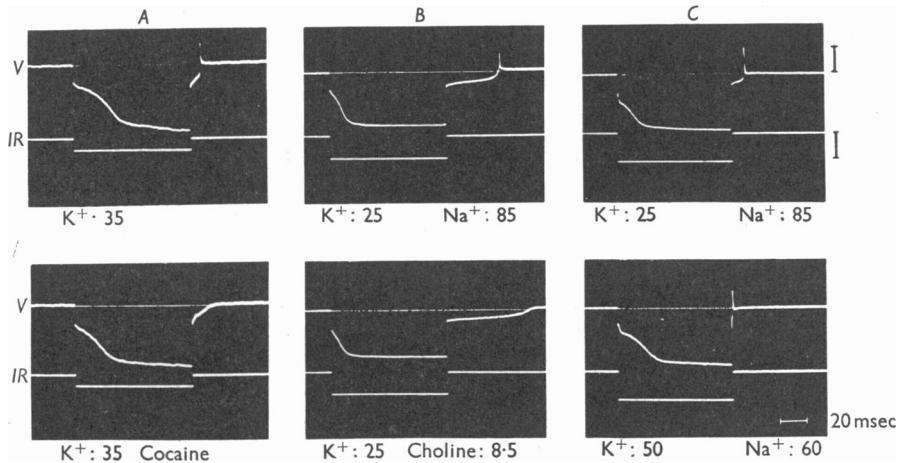 A B C
V
IR
K+· 35 K+: 25 Na+: 85 K+: 25 Na+: 85
V
IR
20 msec
K+: 35 Cocaine K+: 25 Choline: 8·5 K+: 50 Na+: 60